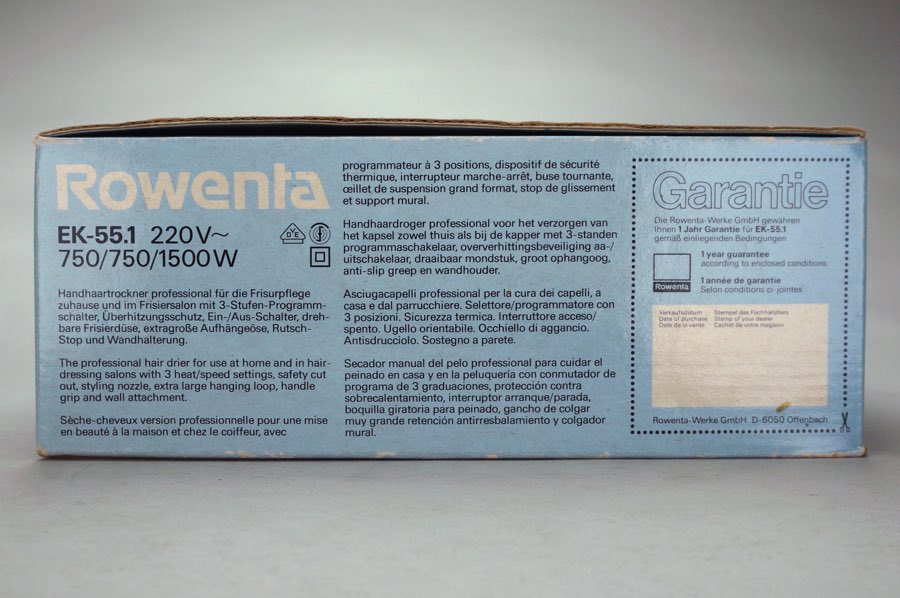 Rowenta
EK-55.1 220V~
750/750/1500W
Handhaartrockner professional für die Frisurpflege
zuhause und im Frisiersalon mit 3-Stufen-Programm-
schalter, Überhitzungsschutz, Ein-/Aus-Schalter, dreh-
bare Frisierdüse, extragroße Aufhängeöse, Rutsch-
Stop und Wandhalterung.
The professional hair drier for use at home and in hair-
dressing salons with 3 heat/speed settings, safety cut
out, styling nozzle, extra large hanging loop, handle
grip and wall attachment.
Sèche-cheveux version professionnelle pour une mise
en beauté à la maison et chez le coiffeur, avec
programmateur à 3 positions, dispositif de sécurité
thermique, interrupteur marche-arrêt, buse tournante,
œillet de suspension grand format, stop de glissement
et support mural.
Handhaardroger professional voor het verzorgen van
het kapsel zowel thuis als bij de kapper met 3-standen
programmaschakelaar, oververhittingsbeveiliging aa-/
uitschakelaar, draaibaar mondstuk, groot ophangoog,
anti-slip greep en wandhouder.
Asciugacapelli professional per la cura dei capelli, a
casa e dal parrucchiere. Selettore/programmatore con
3 posizioni. Sicurezza termica. Interruttore acceso/
spento. Ugello orientabile. Occhiello di aggancio.
Antisdrucciolo. Sostegno a parete.
Secador manual del pelo professional para cuidar el
peinado en casa y en la peluquería con conmutador de
programa de 3 graduaciones, protección contra
sobrecalentamiento, interruptor arranque/parada,
boquilla giratoria para peinado, gancho de colgar
muy grande retención antirresbalamiento y colgador
mural.
Garantie
Die Rowenta-Werke GmbH gewähren
Ihnen 1 Jahr Garantie für EK-55.1
gemäß einliegenden Bedingungen
1 year guarantee
according to enclosed conditions
1 année de garantie
Selon conditions ci-jointes
Rowenta
Verkaufsdatum Stempel des Fachhändlers
Date of purchase Stamp of your dealer
Date de la vente Cachet de votre magasin
Rowenta-Werke GmbH D-6050 Offenbach